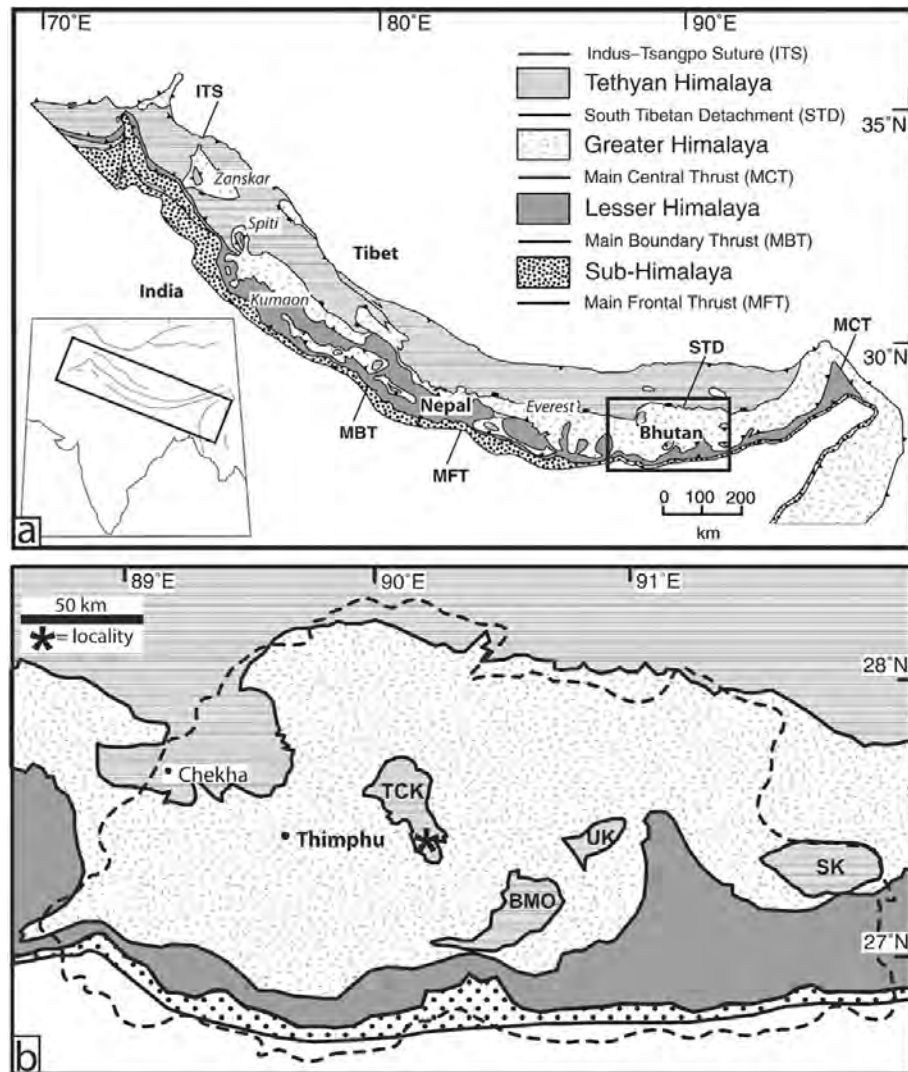 70°E 80°E 90°E
Indus–Tsangpo Suture (ITS)
Tethyan Himalaya
South Tibetan Detachment (STD)
Greater Himalaya
Main Central Thrust (MCT)
Lesser Himalaya
Main Boundary Thrust (MBT)
Sub-Himalaya
Main Frontal Thrust (MFT)
35°N
ITS
Zanskar
Spiti
Tibet
India
Kumaon
30°N
MCT
STD
Nepal
Everest
Bhutan
MBT
MFT
0 100 200
km
a
89°E 90°E 91°E
50 km
*= locality
28°N
Chekha
TCK
Thimphu
UK
SK
BMO
27°N
b